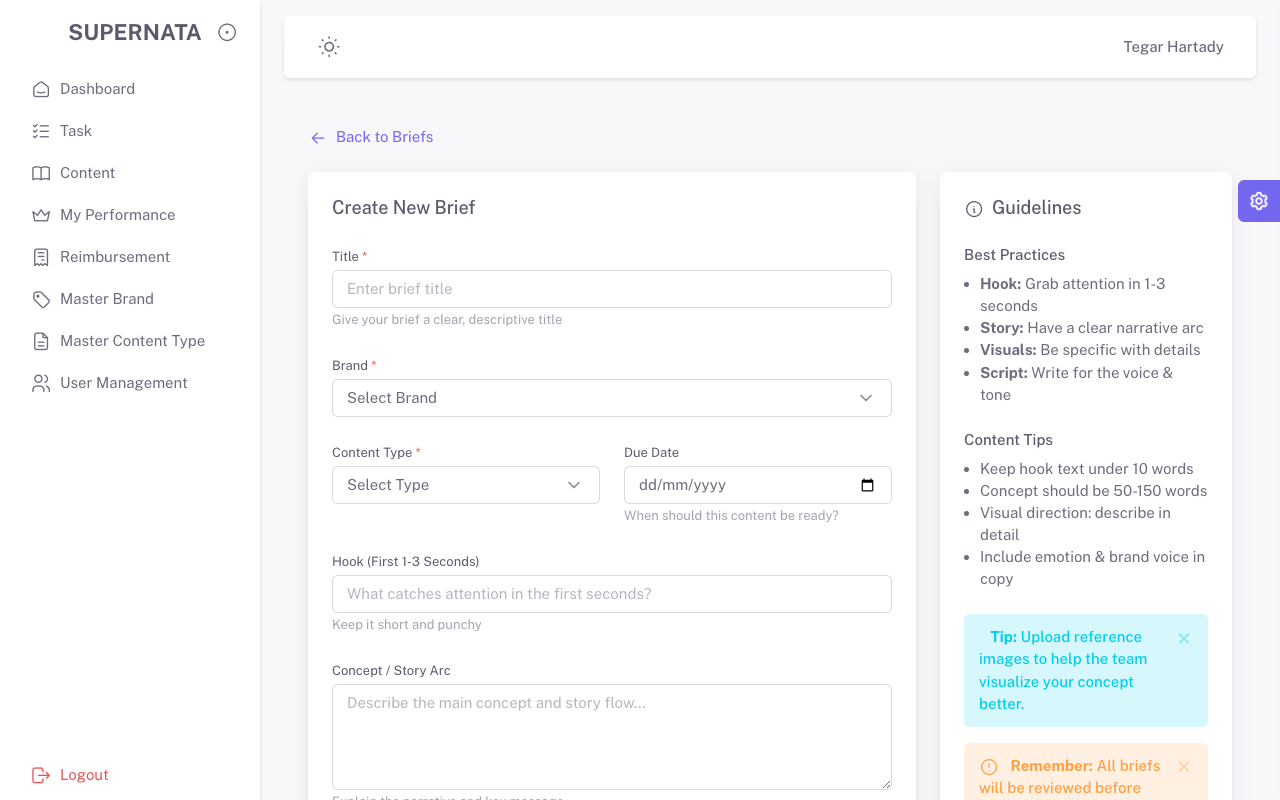 SUPERNATA
Dashboard
Task
Content
My Performance
Reimbursement
Master Brand
Master Content Type
User Management
Logout
Tegar Hartady
Back to Briefs
Create New Brief
Title *
Enter brief title
Give your brief a clear, descriptive title
Brand *
Select Brand
Content Type *
Select Type
Due Date
dd/mm/yyyy
When should this content be ready?
Hook (First 1-3 Seconds)
What catches attention in the first seconds?
Keep it short and punchy
Concept / Story Arc
Describe the main concept and story flow...
Explain the narrative and key message
Guidelines
Best Practices
Hook: Grab attention in 1-3
seconds
Story: Have a clear narrative arc
Visuals: Be specific with details
Script: Write for the voice &
tone
Content Tips
Keep hook text under 10 words
Concept should be 50-150 words
Visual direction: describe in
detail
Include emotion & brand voice in
copy
Tip: Upload reference
images to help the team
visualize your concept
better.
Remember: All briefs
will be reviewed before